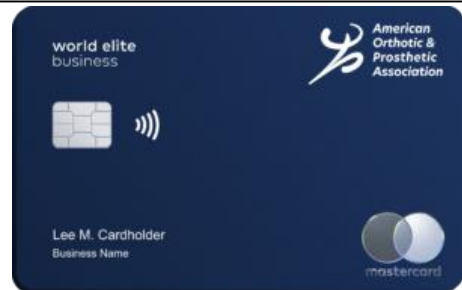 world elite
business
American
Orthotic &
Prosthetic
Association
Lee M. Cardholder
Business Name
mastercard